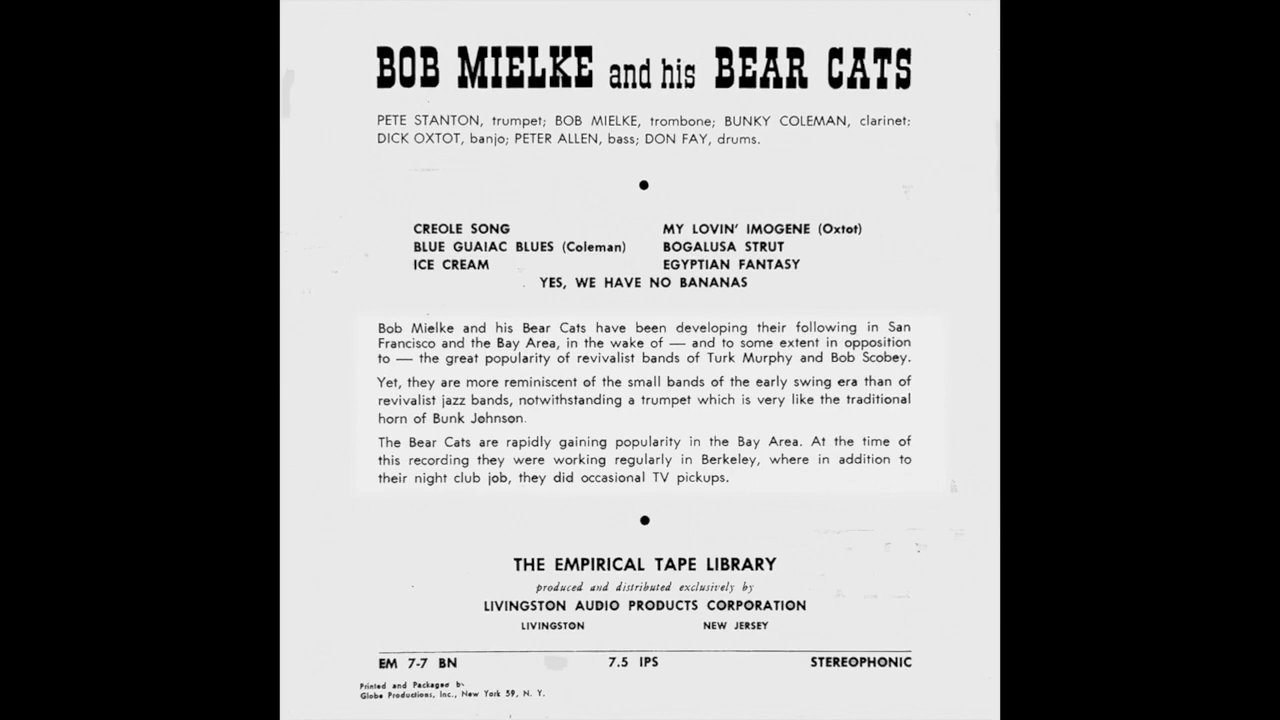 BOB MIELKE and his BEAR CATS
PETE STANTON, trumpet; BOB MIELKE, trombone; BUNKY COLEMAN, clarinet;
DICK OXTOT, banjo; PETER ALLEN, bass; DON FAY, drums.
CREOLE SONG
BLUE GUAIAC BLUES (Coleman)
ICE CREAM
MY LOVIN' IMOGENE (Oxtot)
BOGALUSA STRUT
EGYPTIAN FANTASY
YES, WE HAVE NO BANANAS
Bob Mielke and his Bear Cats have been developing their following in San
Francisco and the Bay Area, in the wake of — and to some extent in opposition
to — the great popularity of revivalist bands of Turk Murphy and Bob Scobey.
Yet, they are more reminiscent of the small bands of the early swing era than of
revivalist jazz bands, notwithstanding a trumpet which is very like the traditional
horn of Bunk Johnson.
The Bear Cats are rapidly gaining popularity in the Bay Area. At the time of
this recording they were working regularly in Berkeley, where in addition to
their night club job, they did occasional TV pickups.
THE EMPIRICAL TAPE LIBRARY
produced and distributed exclusively by
LIVINGSTON AUDIO PRODUCTS CORPORATION
LIVINGSTON NEW JERSEY
EM 7-7 BN 7.5 IPS STEREOPHONIC
Printed and Packaged by
Globe Productions, Inc., New York 59, N. Y.